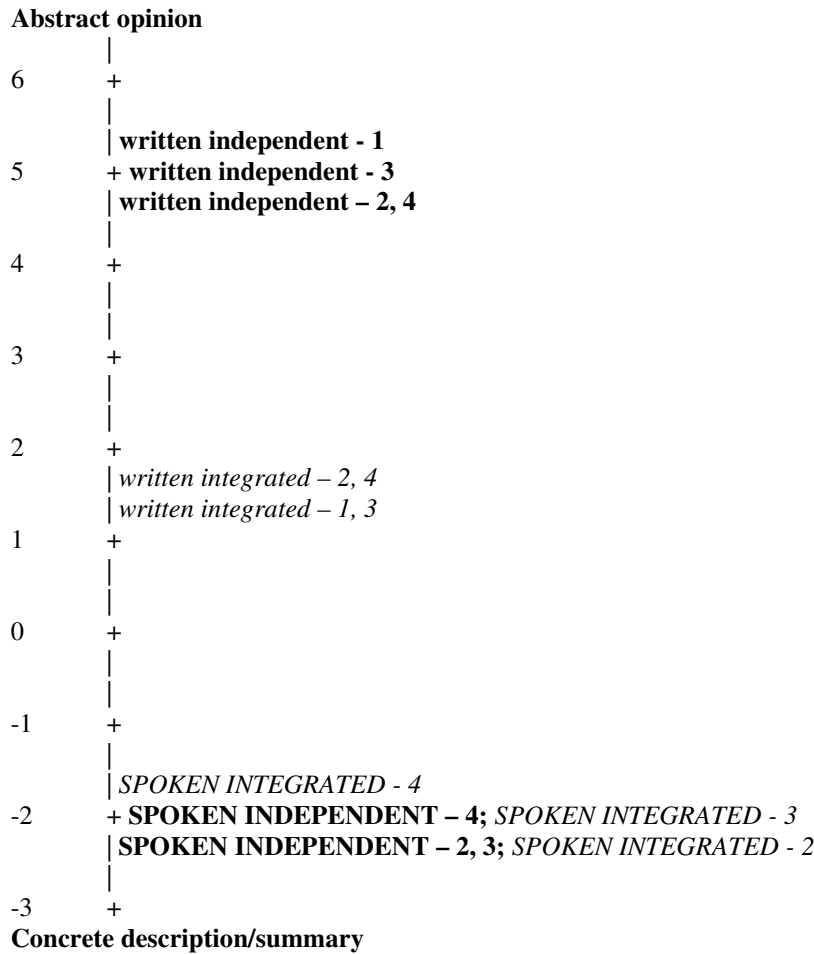 Abstract opinion
|
6 +
|
| written independent - 1
5 + written independent - 3
| written independent – 2, 4
|
4 +
|
|
3 +
|
|
2 +
| written integrated – 2, 4
| written integrated – 1, 3
1 +
|
|
0 +
|
|
-1 +
|
| SPOKEN INTEGRATED - 4
-2 + SPOKEN INDEPENDENT – 4; SPOKEN INTEGRATED - 3
| SPOKEN INDEPENDENT – 2, 3; SPOKEN INTEGRATED - 2
|
-3 +
Concrete description/summary